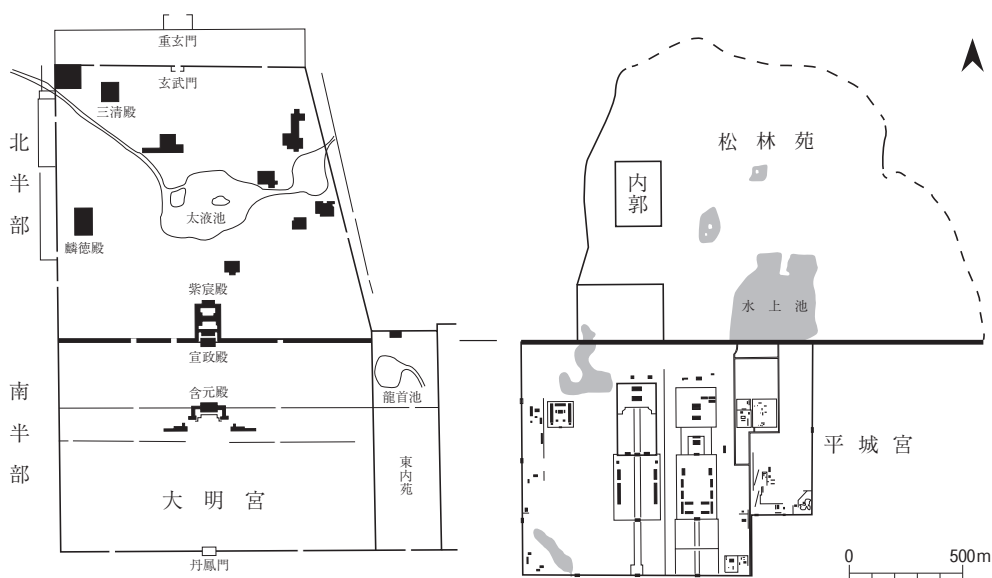 重玄門
玄武門
三清殿
北半部
太液池
麟徳殿
紫宸殿
宣政殿
含元殿
龍首池
南半部
東内苑
大明宮
丹鳳門
松林苑
内郭
水上池
平城宮
0 500m